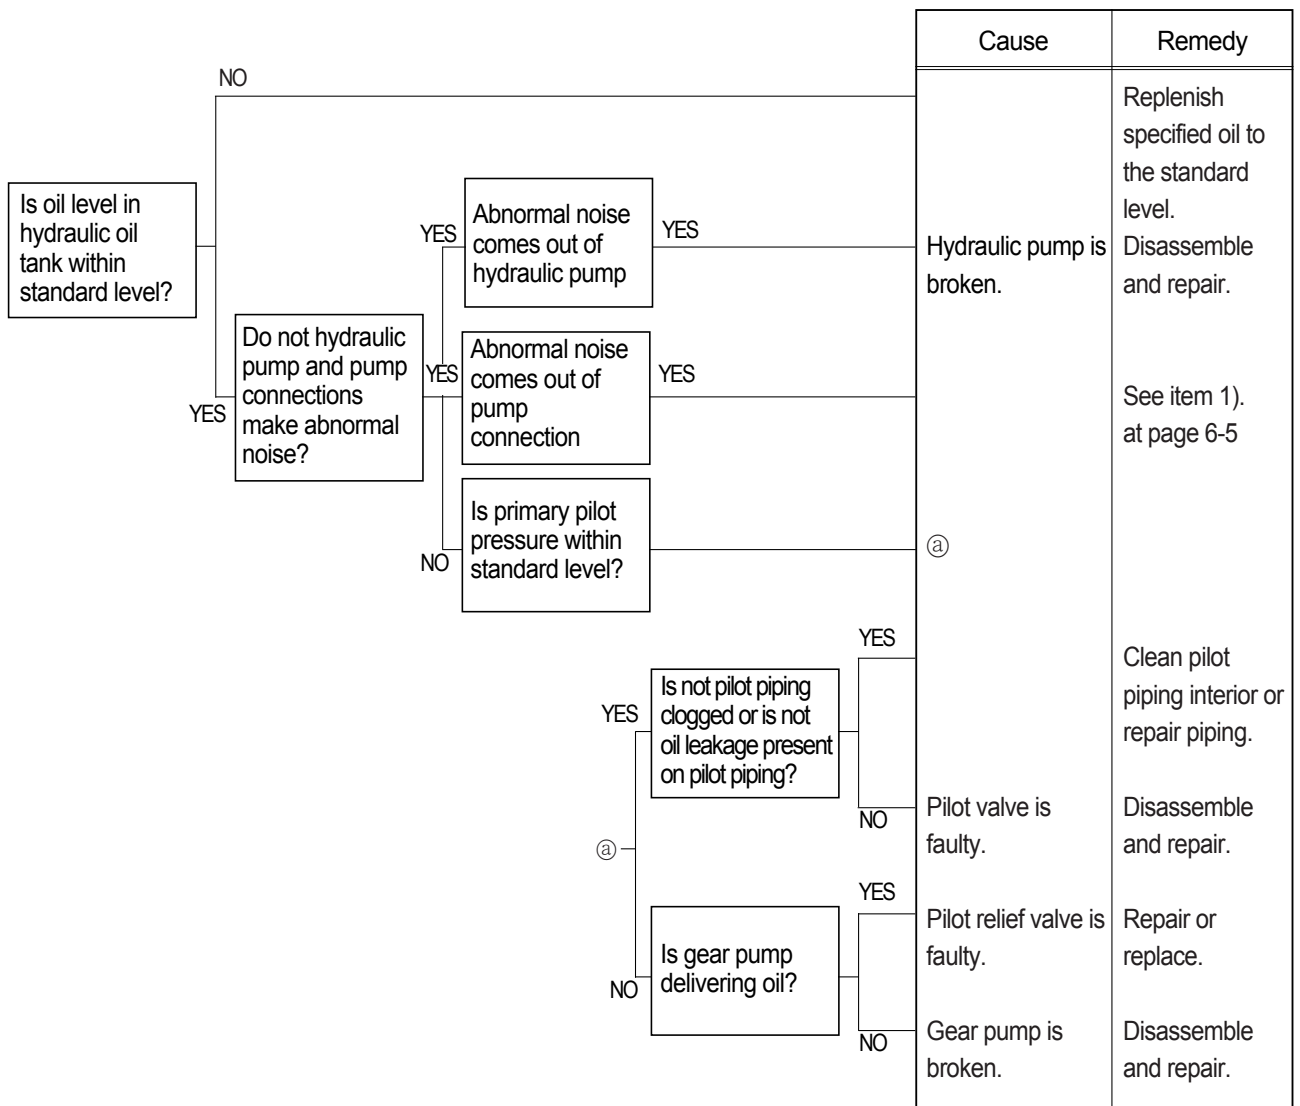 Cause
Remedy
NO
Replenish
specified oil to
the standard
level.
Is oil level in
hydraulic oil
tank within
standard level?
YES
Abnormal noise
comes out of
hydraulic pump
YES
Hydraulic pump is
broken.
Disassemble
and repair.
YES
Do not hydraulic
pump and pump
connections
make abnormal
noise?
YES
Abnormal noise
comes out of
pump
connection
YES
See item 1).
at page 6-5
NO
Is primary pilot
pressure within
standard level?
ⓐ
ⓐ
YES
Is not pilot piping
clogged or is not
oil leakage present
on pilot piping?
YES
Clean pilot
piping interior or
repair piping.
NO
Pilot valve is
faulty.
Disassemble
and repair.
NO
Is gear pump
delivering oil?
YES
Pilot relief valve is
faulty.
Repair or
replace.
NO
Gear pump is
broken.
Disassemble
and repair.